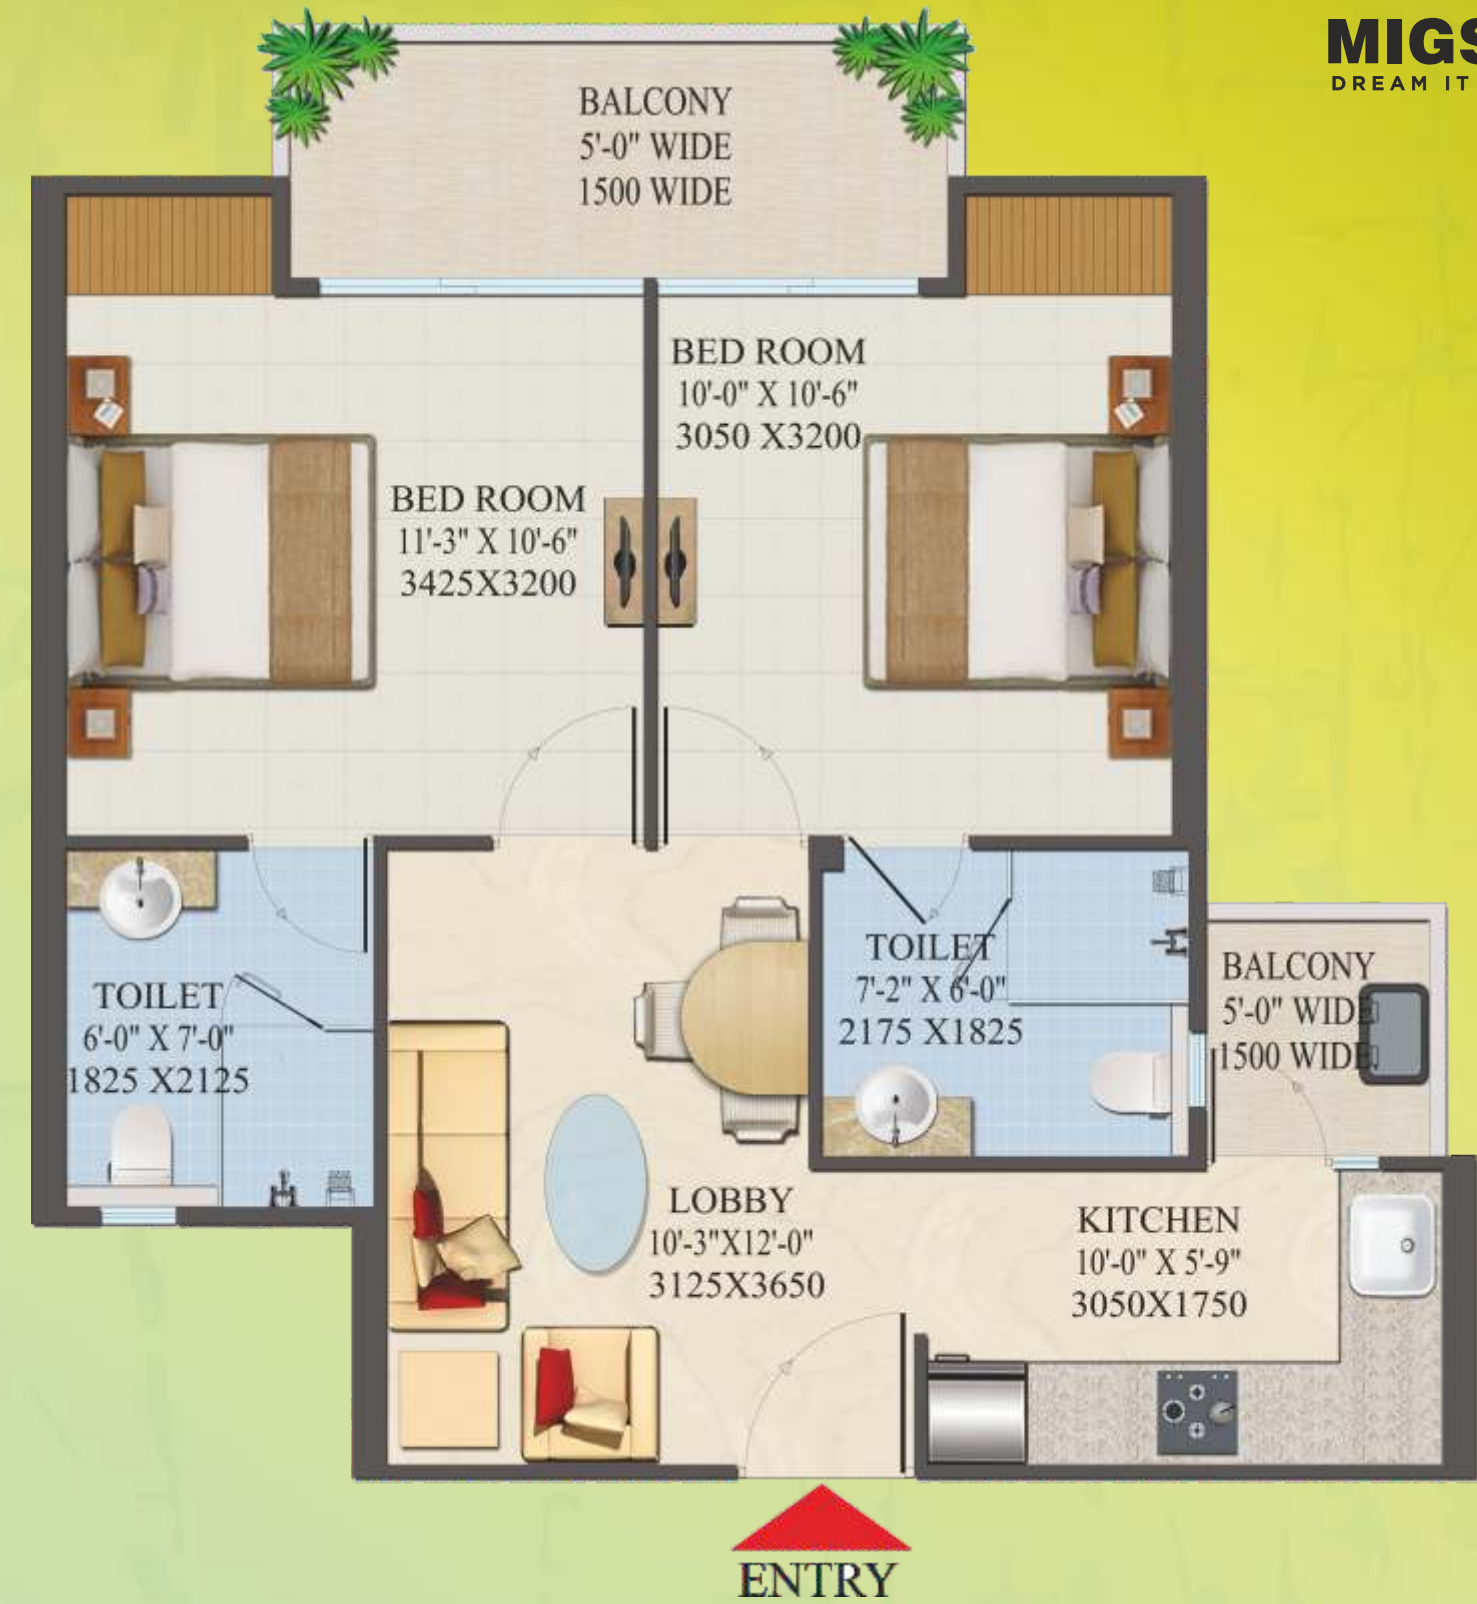 MIGS
DREAM IT
BALCONY
5'-0" WIDE
1500 WIDE
BED ROOM
10'-0" X 10'-6"
3050 X3200
BED ROOM
11'-3" X 10'-6"
3425X3200
TOILET
7'-2" X 6'-0"
2175 X1825
BALCONY
5'-0" WIDE
1500 WIDE
TOILET
6'-0" X 7'-0"
1825 X2125
LOBBY
10'-3"X12'-0"
3125X3650
KITCHEN
10'-0" X 5'-9"
3050X1750
ENTRY